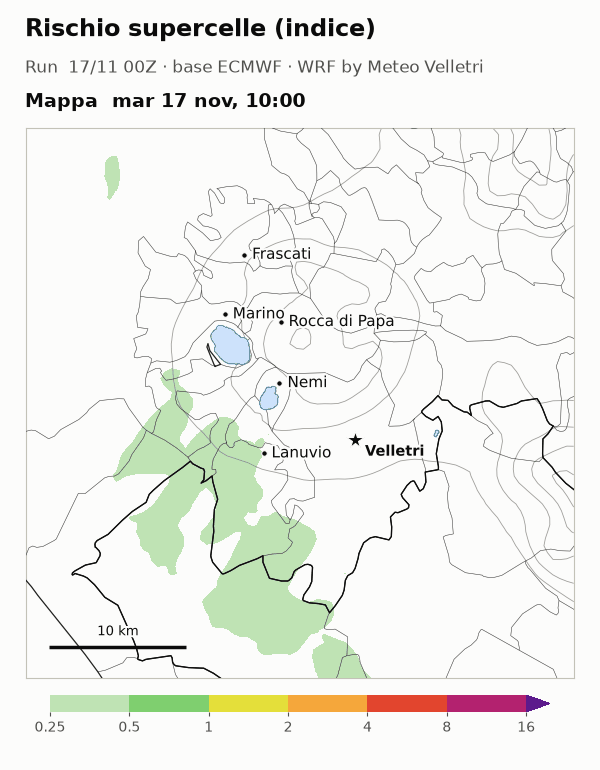 Rischio supercelle (indice)
Run  17/11 00Z · base ECMWF · WRF by Meteo Velletri
Mappa  mar 17 nov, 10:00
Frascati
Marino
Rocca di Papa
Nemi
Velletri
Lanuvio
10 km
0.25 0.5 1 2 4 8 16